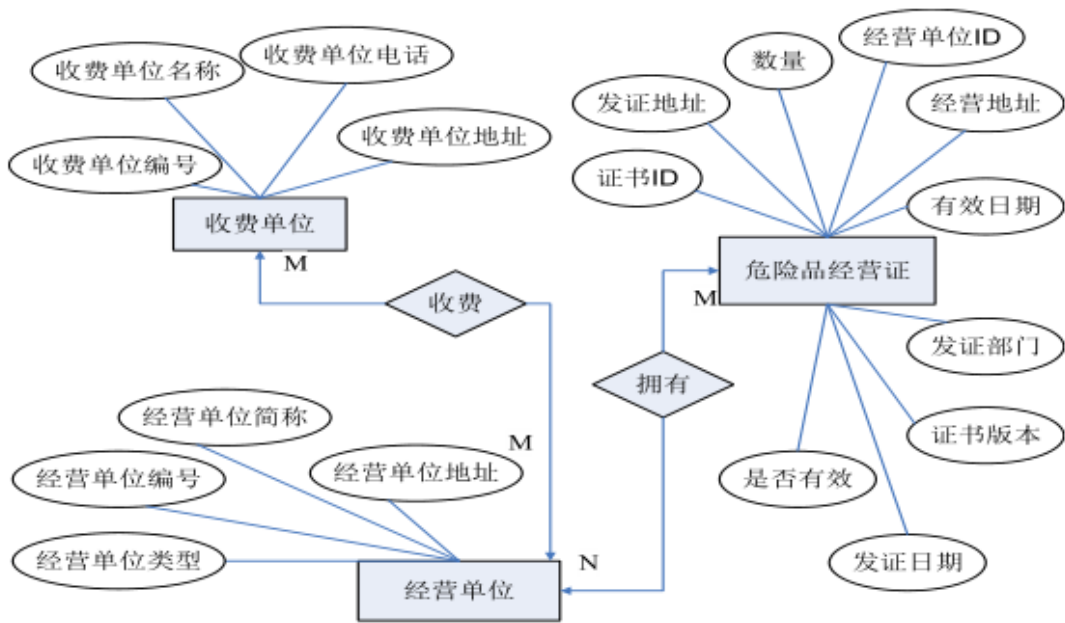 收费单位名称
收费单位电话
收费单位编号
收费单位地址
收费单位
M
收费
M
经营单位简称
经营单位编号
经营单位地址
经营单位类型
经营单位
N
拥有
M
数量
经营单位ID
发证地址
经营地址
证书ID
有效日期
危险品经营证
发证部门
证书版本
是否有效
发证日期